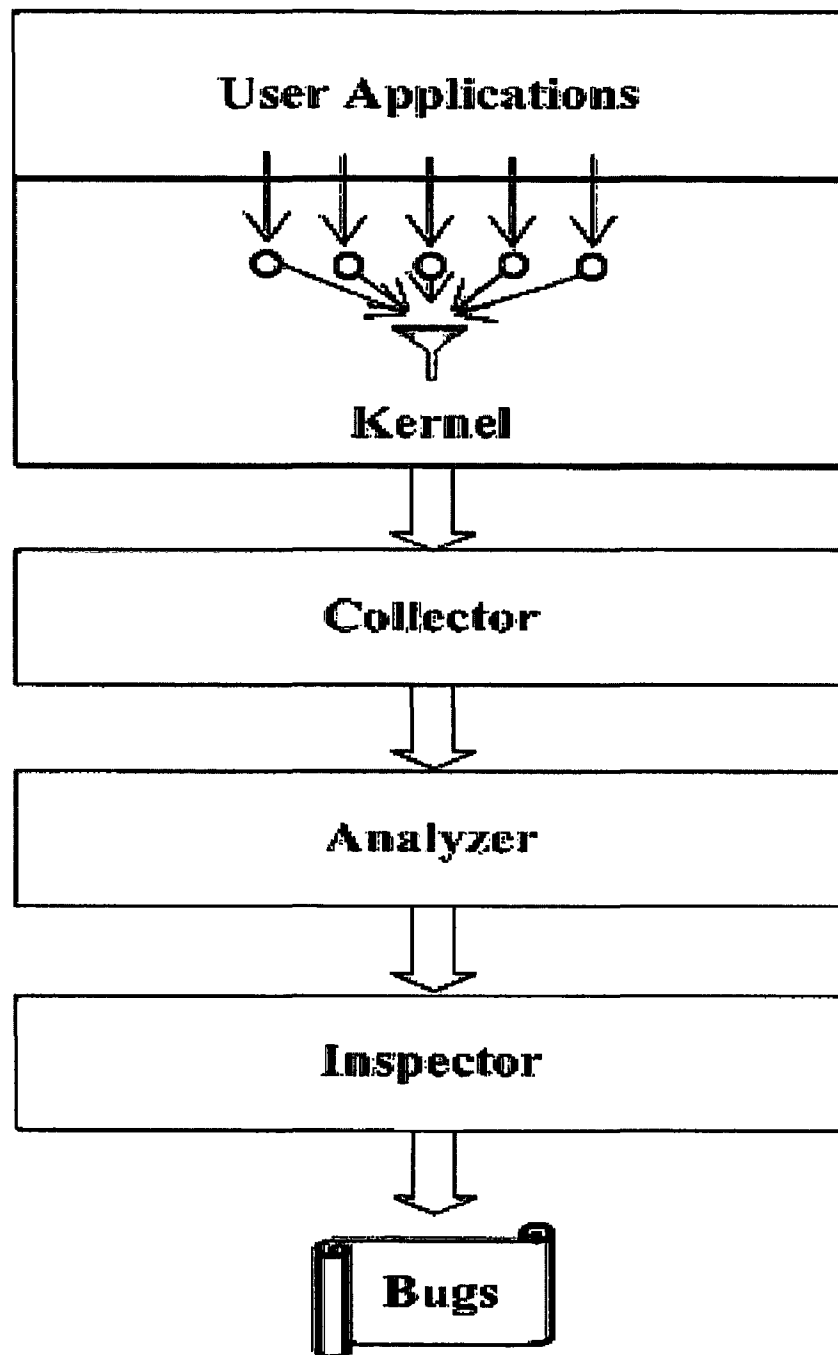 User Applications
Kernel
Collector
Analyzer
Inspector
Bugs